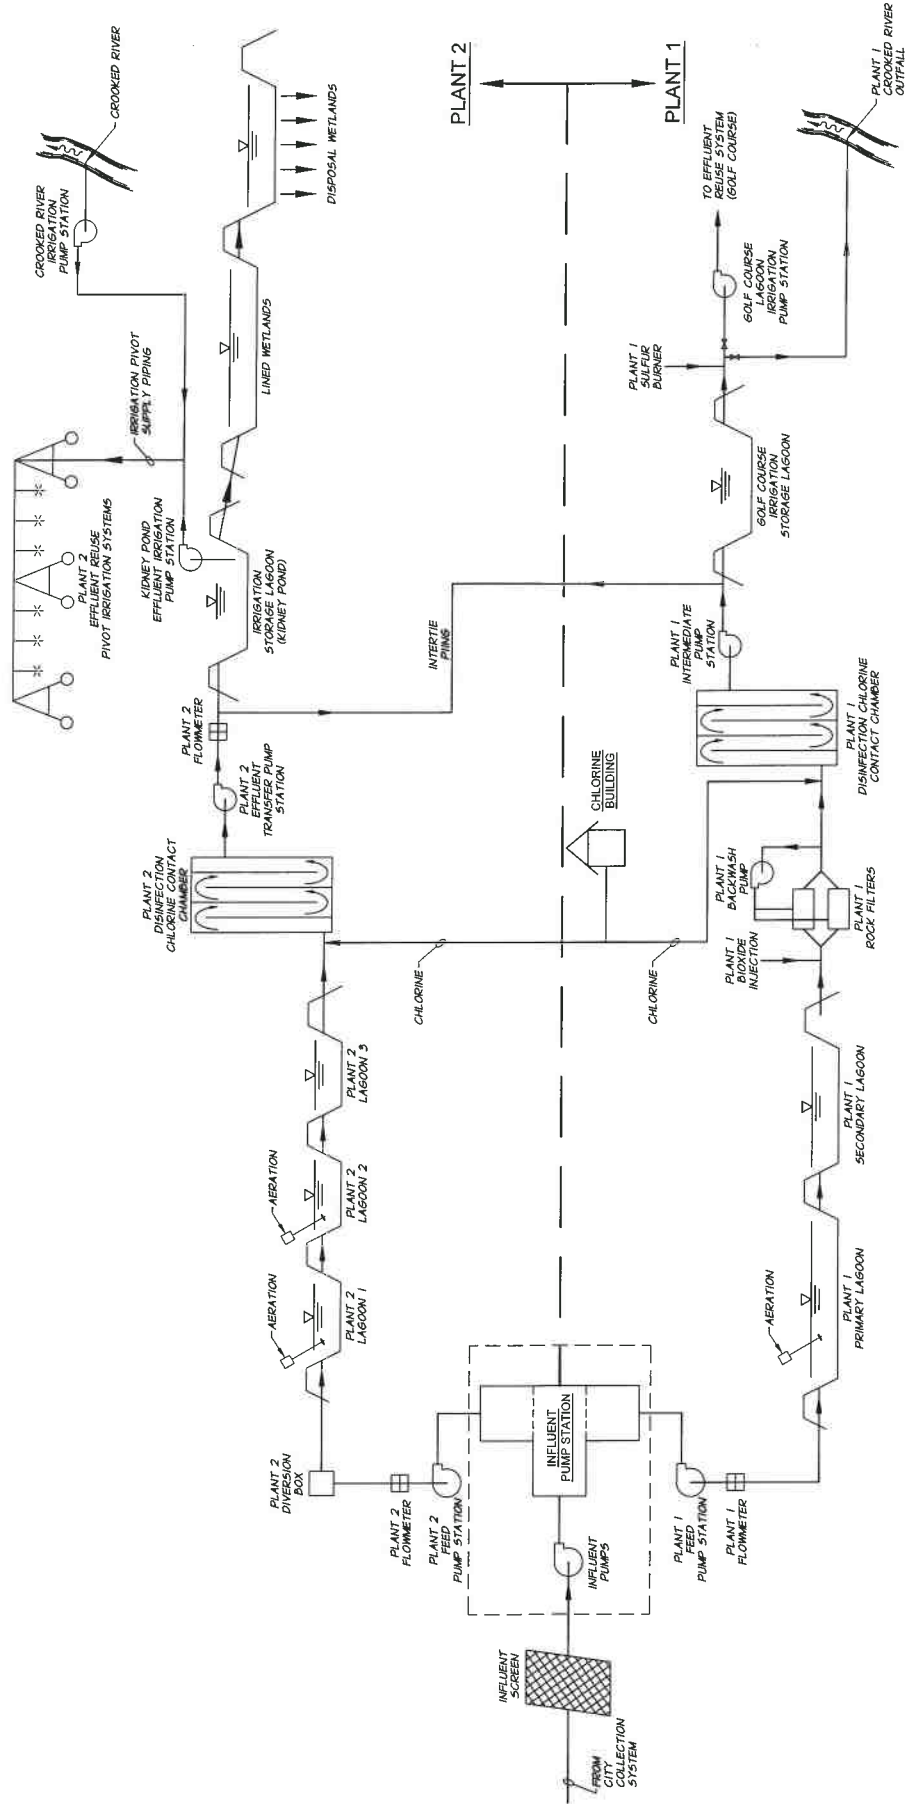 CROOKED RIVER
CROOKED RIVER
IRRIGATION
PUMP STATION
IRRIGATION PIVOT
SUPPLY PIPING
PLANT 2
EFFLUENT REUSE
PIVOT IRRIGATION SYSTEMS
KIDNEY POND
EFFLUENT IRRIGATION
PUMP STATION
DISPOSAL WETLANDS
LINED WETLANDS
IRRIGATION
STORAGE LAGOON
(KIDNEY POND)
PLANT 2
FLOWMETER
PLANT 2
EFFLUENT
TRANSFER PUMP
STATION
PLANT 2
DISINFECTION
CHLORINE CONTACT
CHAMBER
INTERTIE
PIING
PLANT 2
LAGOON 3
AERATION
PLANT 2
LAGOON 2
AERATION
PLANT 2
LAGOON 1
PLANT 2
DIVERSION
BOX
PLANT 2
FLOWMETER
PLANT 2
FEED
PUMP STATION
CHLORINE
PLANT 2
PLANT 1
CHLORINE
BUILDING
INFLUENT
PUMP STATION
INFLUENT
PUMPS
INFLUENT
SCREEN
FROM
CITY
COLLECTION
SYSTEM
PLANT 1
FEED
PUMP STATION
PLANT 1
FLOWMETER
AERATION
PLANT 1
PRIMARY LAGOON
PLANT 1
SECONDARY LAGOON
CHLORINE
PLANT 1
BIOXIDE
INJECTION
PLANT 1
BACKWASH
PUMP
PLANT 1
ROCK FILTERS
PLANT 1
DISINFECTION CHLORINE
CONTACT CHAMBER
PLANT 1
INTERMEDIATE
PUMP
STATION
GOLF COURSE
IRRIGATION
STORAGE LAGOON
PLANT 1
SULFUR
BURNER
GOLF COURSE
LAGOON
IRRIGATION
PUMP STATION
TO EFFLUENT
REUSE SYSTEM
(GOLF COURSE)
PLANT 1
CROOKED RIVER
OUTFALL